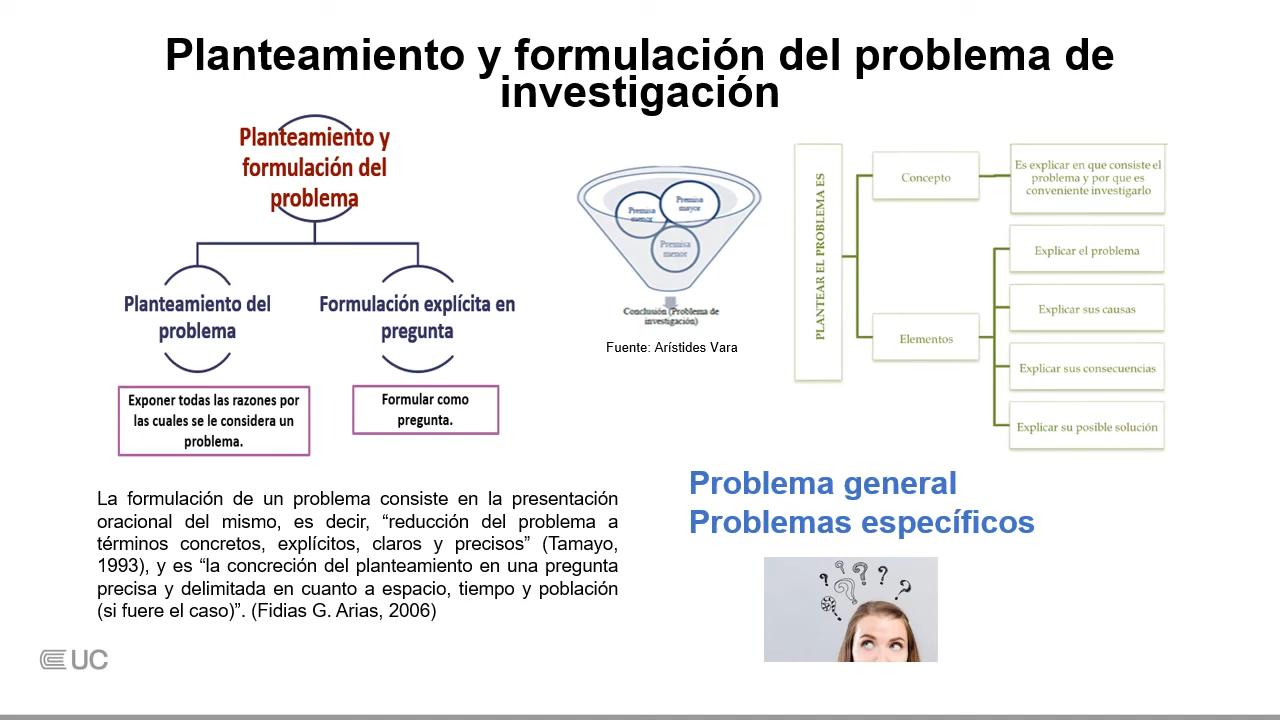 Planteamiento y formulación del problema de
investigación
Planteamiento y
formulación del
problema
Planteamiento del
problema
Formulación explícita en
pregunta
Exponer todas las razones por
las cuales se le considera un
problema.
Formular como
pregunta.
Premisa
menor
Premisa
mayor
Premisa
menor
Conclusión (Problema de
investigación)
Fuente: Arístides Vara
PLANTEAR EL PROBLEMA ES
Concepto
Es explicar en que consiste el
problema y por que es
conveniente investigarlo
Elementos
Explicar el problema
Explicar sus causas
Explicar sus consecuencias
Explicar su posible solución
La formulación de un problema consiste en la presentación
oracional del mismo, es decir, “reducción del problema a
términos concretos, explícitos, claros y precisos” (Tamayo,
1993), y es “la concreción del planteamiento en una pregunta
precisa y delimitada en cuanto a espacio, tiempo y población
(si fuere el caso)”. (Fidias G. Arias, 2006)
Problema general
Problemas específicos
UC